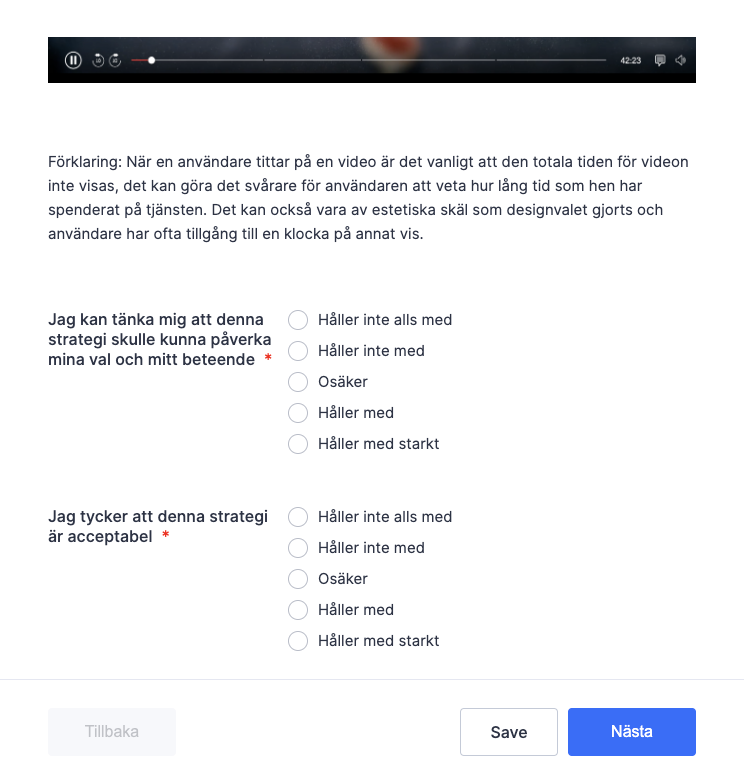 42:23
Förklaring: När en användare tittar på en video är det vanligt att den totala tiden för videon
inte visas, det kan göra det svårare för användaren att veta hur lång tid som hen har
spenderat på tjänsten. Det kan också vara av estetiska skäl som designvalet gjorts och
användare har ofta tillgång till en klocka på annat vis.
Jag kan tänka mig att denna
strategi skulle kunna påverka
mina val och mitt beteende *
Håller inte alls med
Håller inte med
Osäker
Håller med
Håller med starkt
Jag tycker att denna strategi
är acceptabel *
Håller inte alls med
Håller inte med
Osäker
Håller med
Håller med starkt
Tillbaka
Save
Nästa